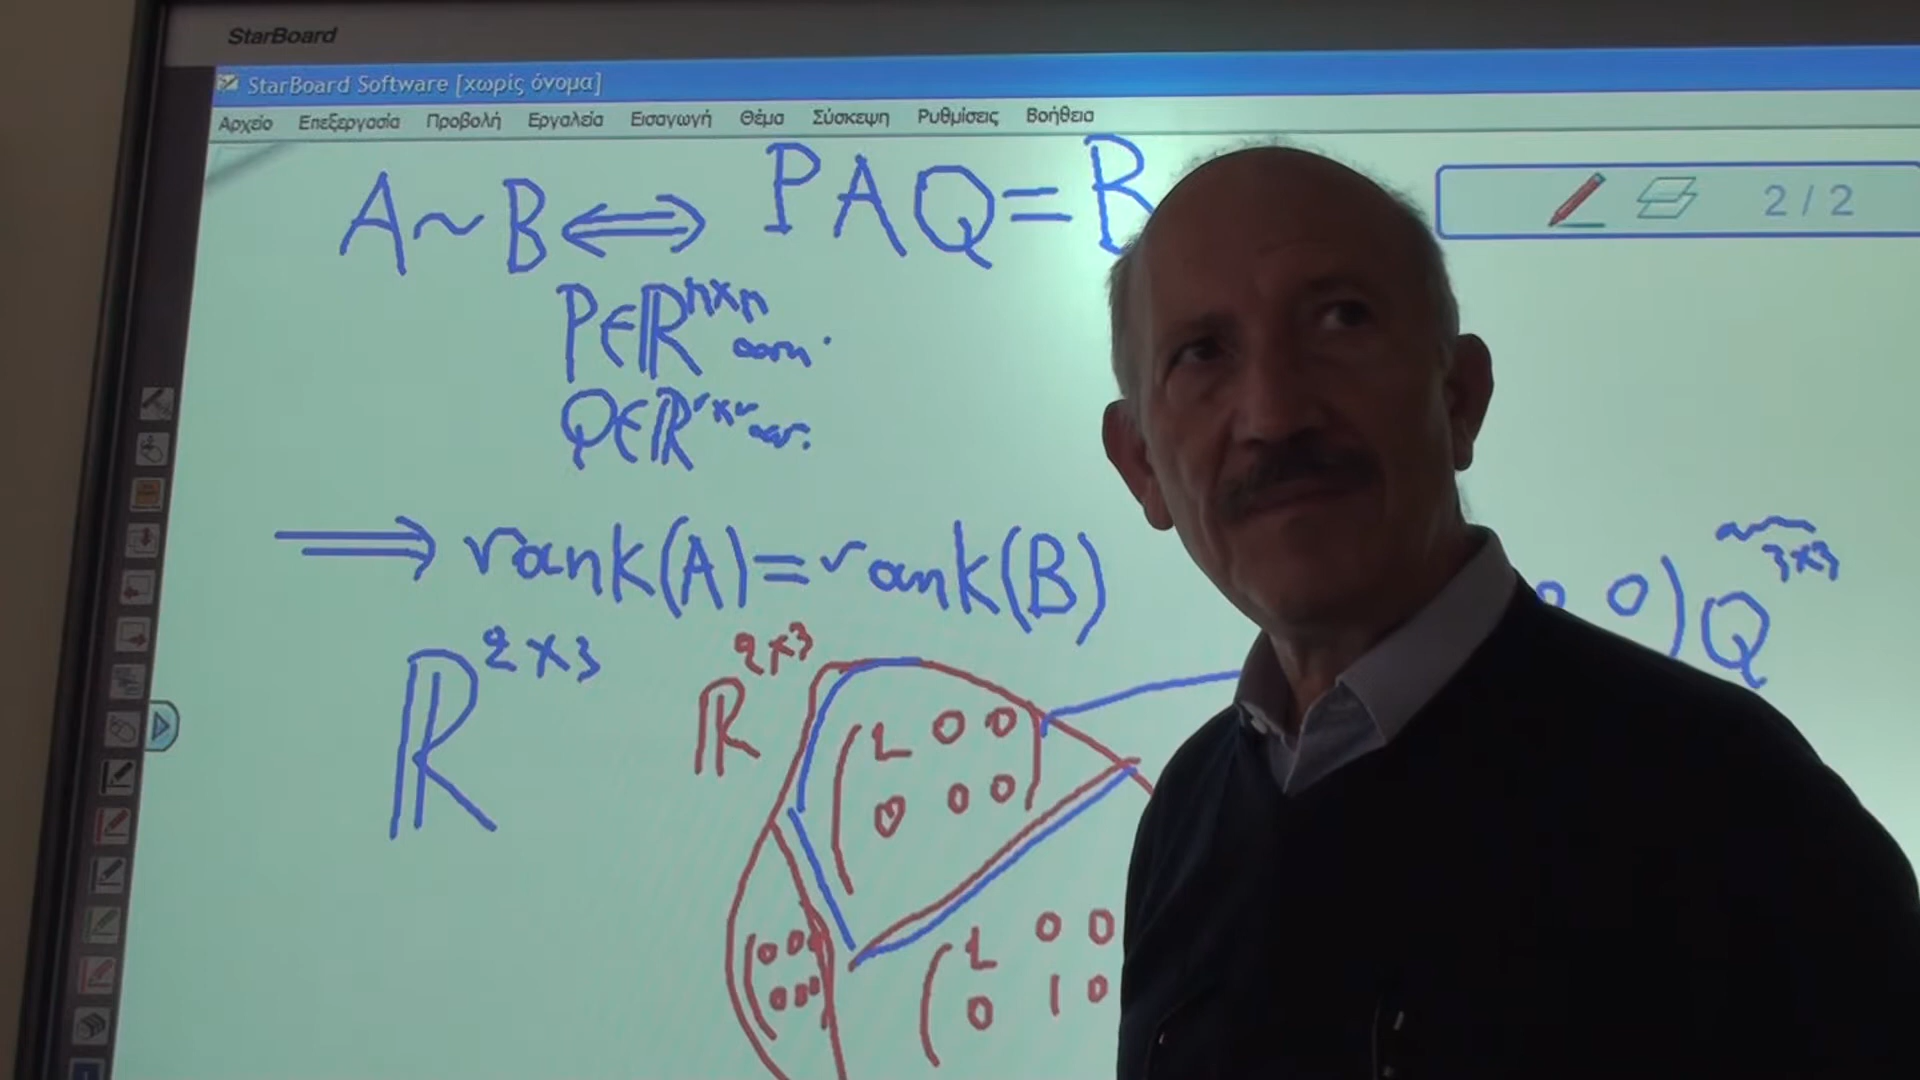 StarBoard
StarBoard Software [χωρίς όνομα]
Αρχείο Επεξεργασία Προβολή Εργαλεία Εισαγωγή Θέμα Σύσκεψη Ρυθμίσεις Βοήθεια
A ~ B ⟺ PAQ = B
2 / 2
P ∈ ℝ^{n×n}
Q ∈ ℝ^{r×r}
⟹ rank(A) = rank(B)
0 0) Q 3×3
ℝ^{2×3} ℝ^{2×3}
1 0 0
0 0 0
0 0 0
0 0 0
1 0 0
0 1 0